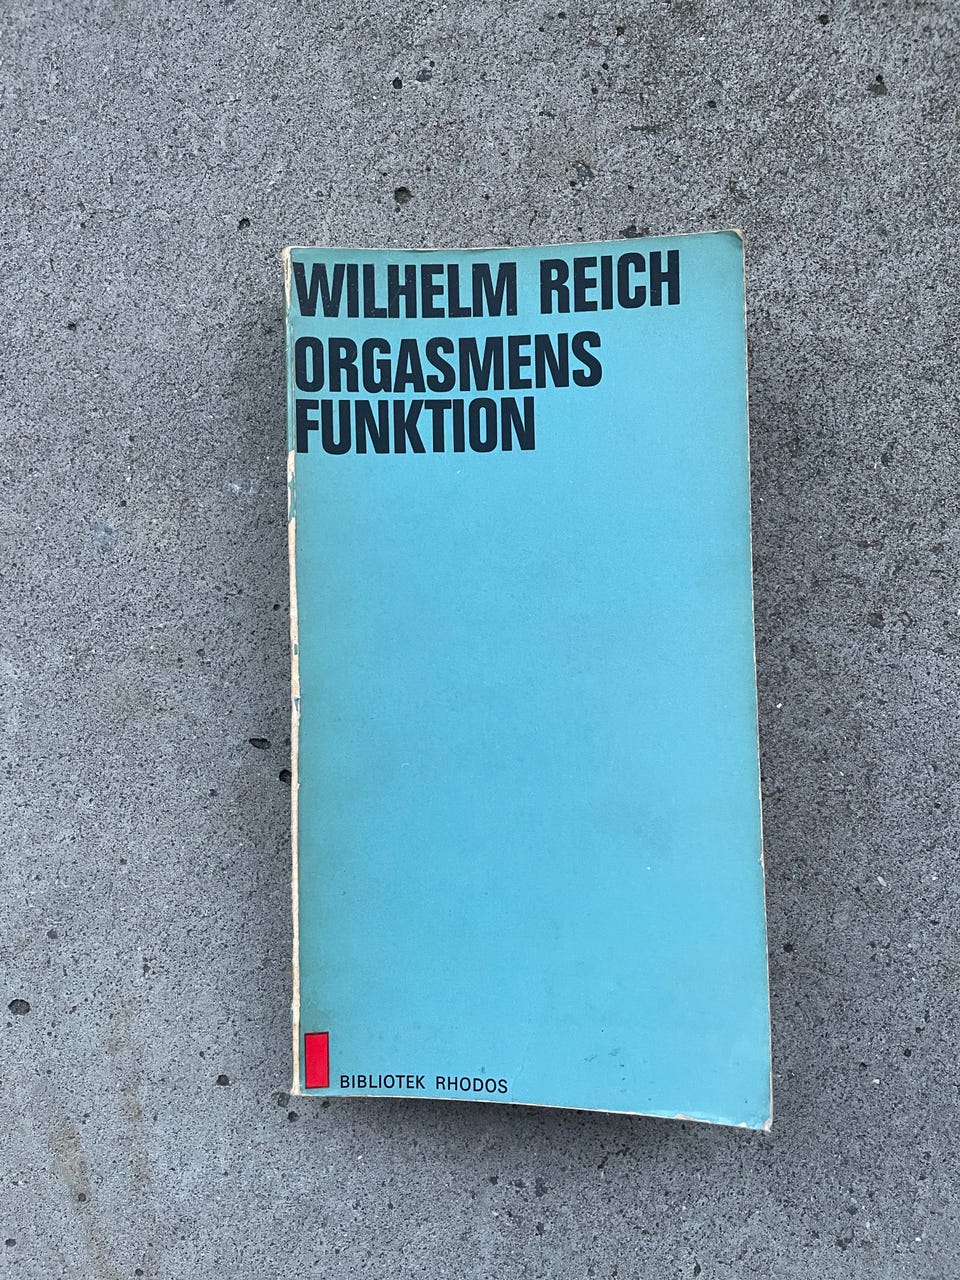 WILHELM REICH
ORGASMENS
FUNKTION
BIBLIOTEK RHODOS